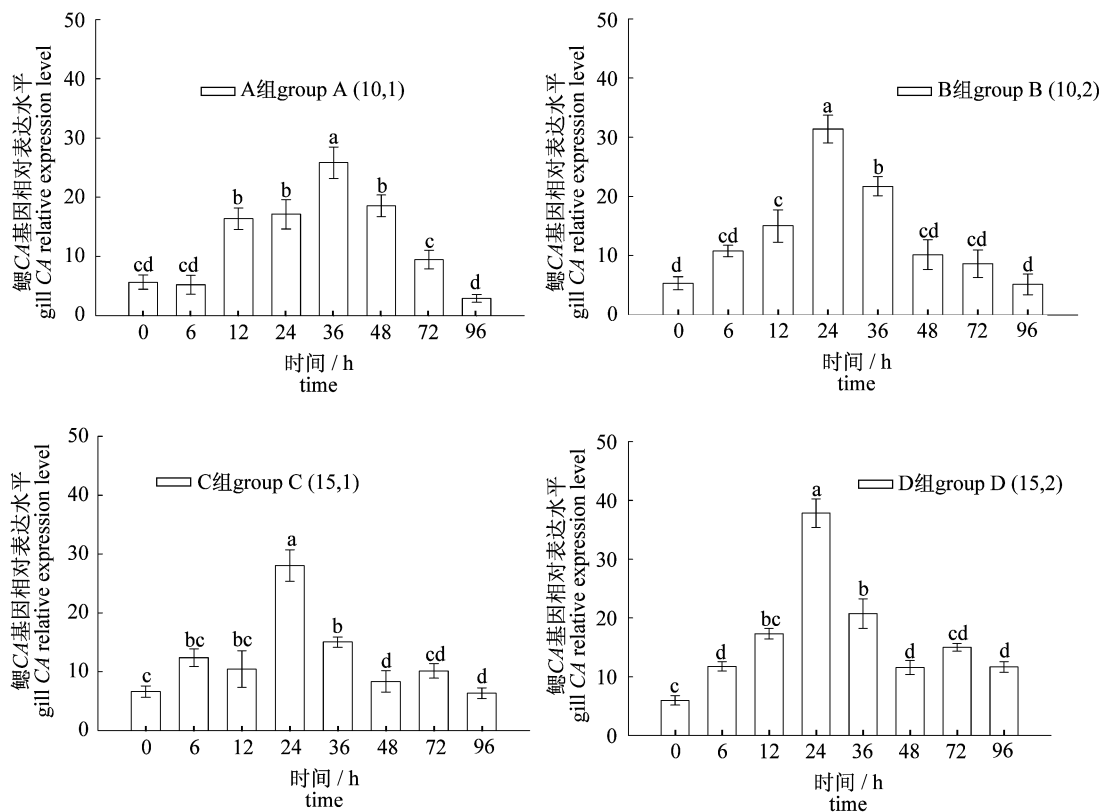 鳃CA基因相对表达水平
gill CA relative expression level
50
40
30
20
10
0
A组group A (10,1)
cd
cd
b
b
a
b
c
d
0 6 12 24 36 48 72 96
时间 / h
time
鳃CA基因相对表达水平
gill CA relative expression level
50
40
30
20
10
0
B组group B (10,2)
d
cd
c
a
b
cd
cd
d
0 6 12 24 36 48 72 96
时间 / h
time
鳃CA基因相对表达水平
gill CA relative expression level
50
40
30
20
10
0
C组group C (15,1)
c
bc
bc
a
b
d
cd
d
0 6 12 24 36 48 72 96
时间 / h
time
鳃CA基因相对表达水平
gill CA relative expression level
50
40
30
20
10
0
D组group D (15,2)
c
d
bc
a
b
d
cd
d
0 6 12 24 36 48 72 96
时间 / h
time